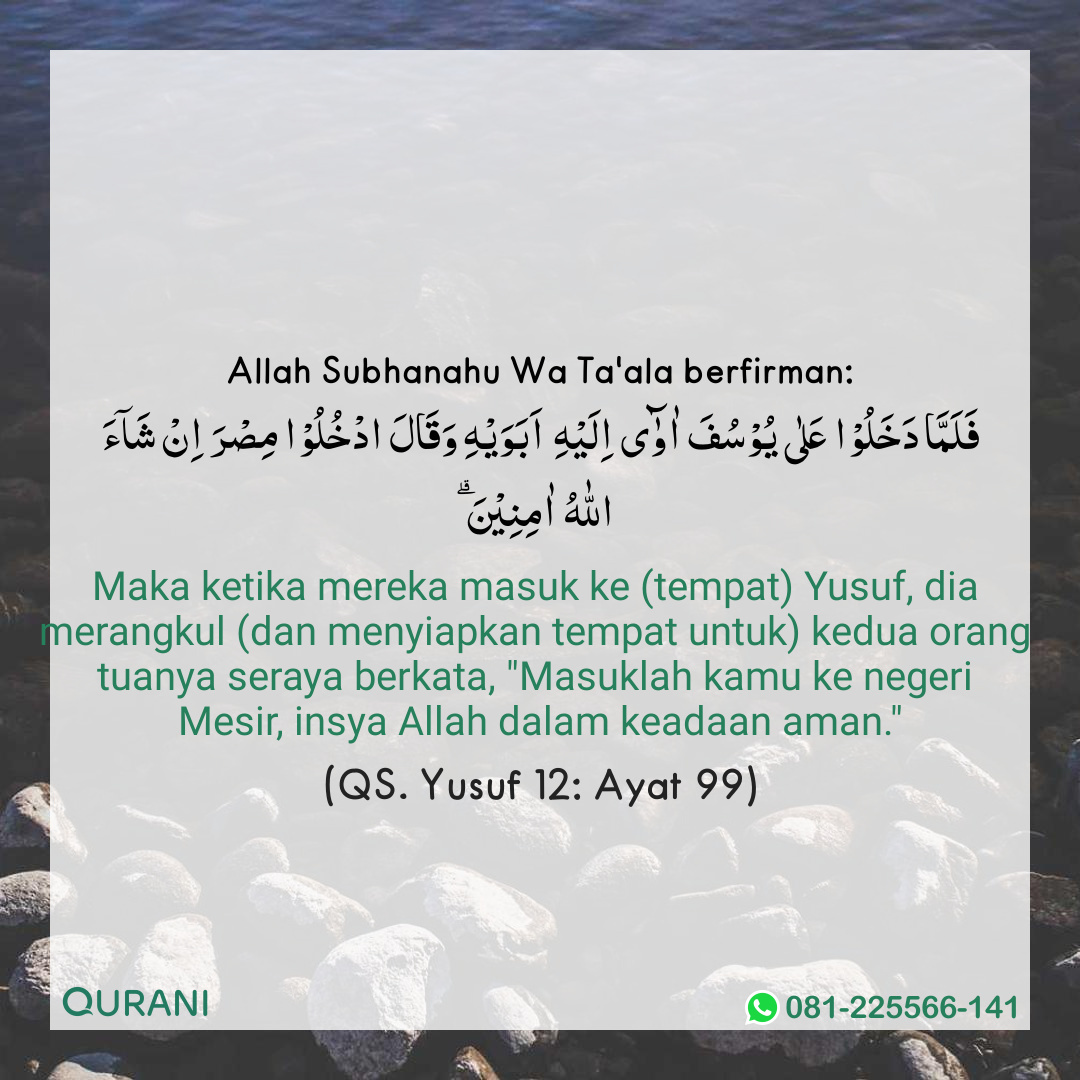 Allah Subhanahu Wa Ta'ala berfirman:
فَلَمَّا دَخَلُوْا عَلٰى يُوْسُفَ اٰوٰۤى اِلَيْهِ اَبَوَيْهِ وَقَالَ ادْخُلُوْا مِصْرَ اِنْ شَآءَ
اللّٰهُ اٰمِنِيْنَ ۗ
Maka ketika mereka masuk ke (tempat) Yusuf, dia
merangkul (dan menyiapkan tempat untuk) kedua orang
tuanya seraya berkata, "Masuklah kamu ke negeri
Mesir, insya Allah dalam keadaan aman."
(QS. Yusuf 12: Ayat 99)
QURANI
081-225566-141